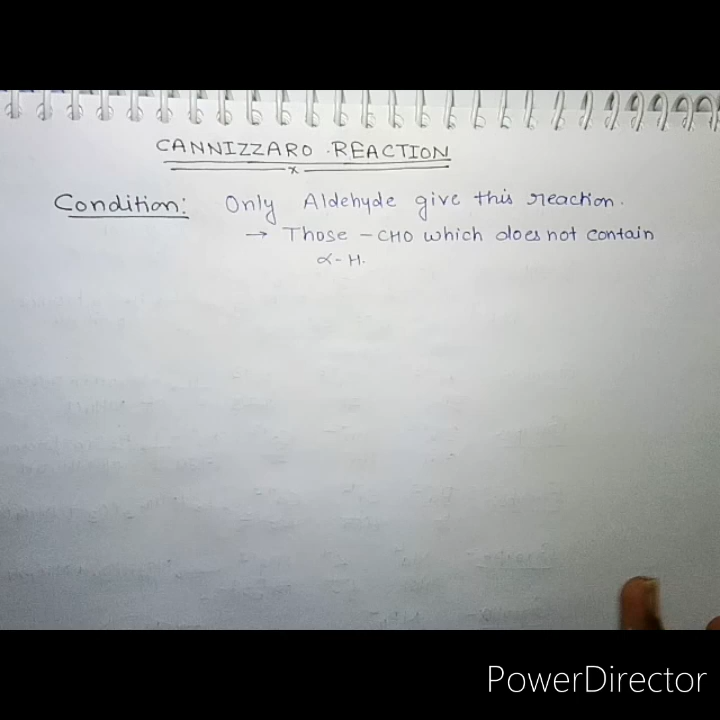 CANNIZZARO REACTION
x
Condition: Only Aldehyde give this reaction.
→ Those -CHO which does not contain
α-H.
PowerDirector